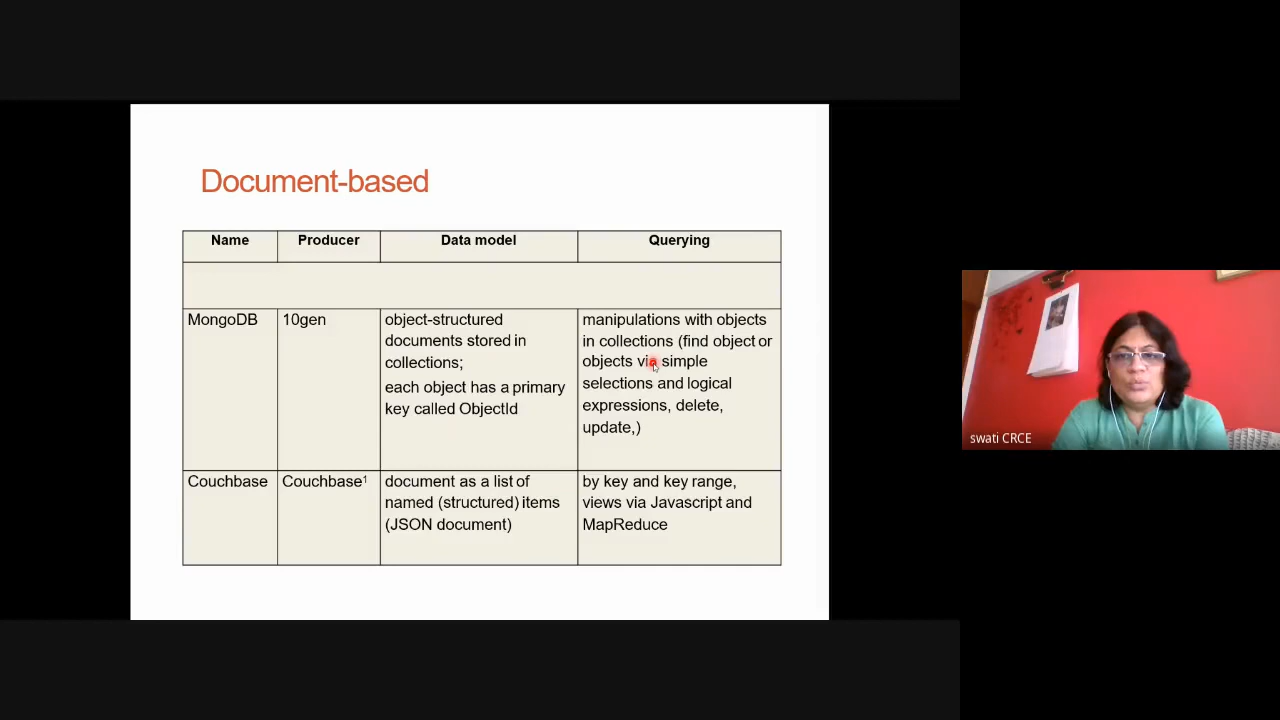 Document-based
Name Producer Data model Querying
MongoDB 10gen object-structured manipulations with objects
documents stored in in collections (find object or
collections; objects via simple
each object has a primary selections and logical
key called ObjectId expressions, delete,
update,)
Couchbase Couchbase¹ document as a list of by key and key range,
named (structured) items views via Javascript and
(JSON document) MapReduce
swati CRCE